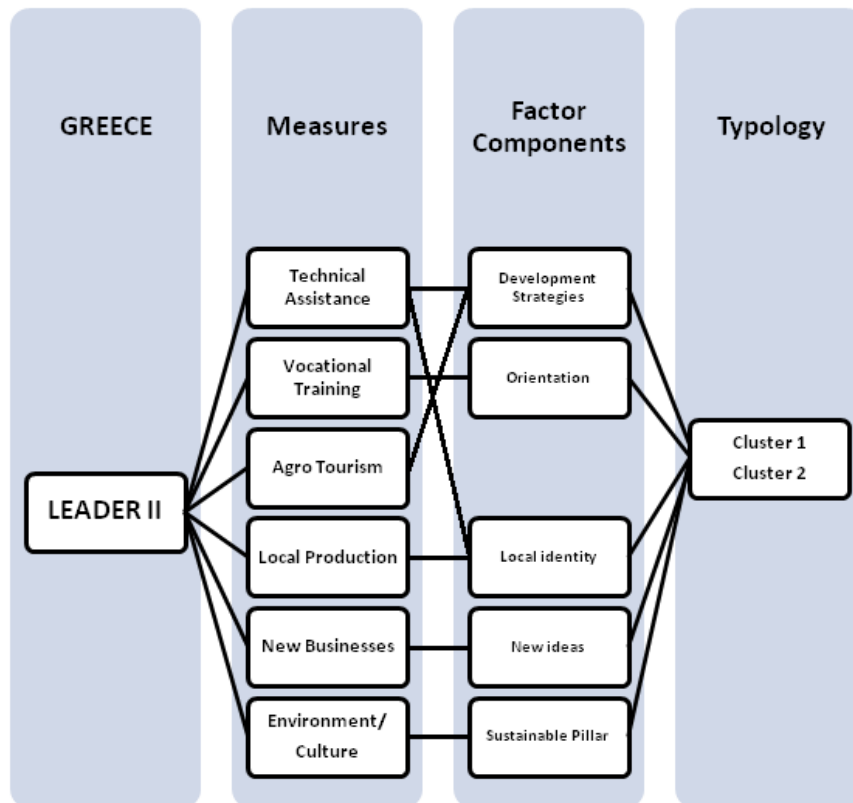 GREECE
Measures
Factor
Components
Typology
LEADER II
Technical
Assistance
Vocational
Training
Agro Tourism
Local Production
New Businesses
Environment/
Culture
Development
Strategies
Orientation
Local identity
New ideas
Sustainable Pillar
Cluster 1
Cluster 2